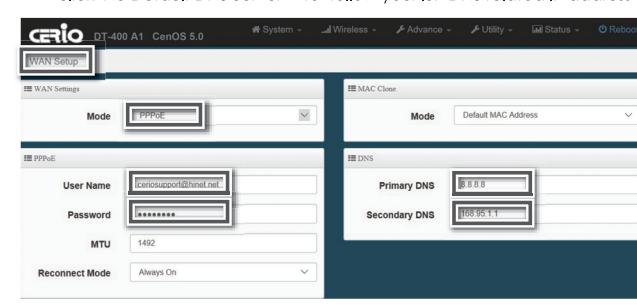 CERIO DT-400 A1 CenOS 5.0 System Wireless Advance Utility Status Reboot
WAN Setup
WAN Settings
Mode PPPoE
MAC Clone
Mode Default MAC Address
PPPoE
User Name ceriosupport@hinet.net
Password ••••••••
MTU 1492
Reconnect Mode Always On
DNS
Primary DNS 8.8.8.8
Secondary DNS 168.95.1.1